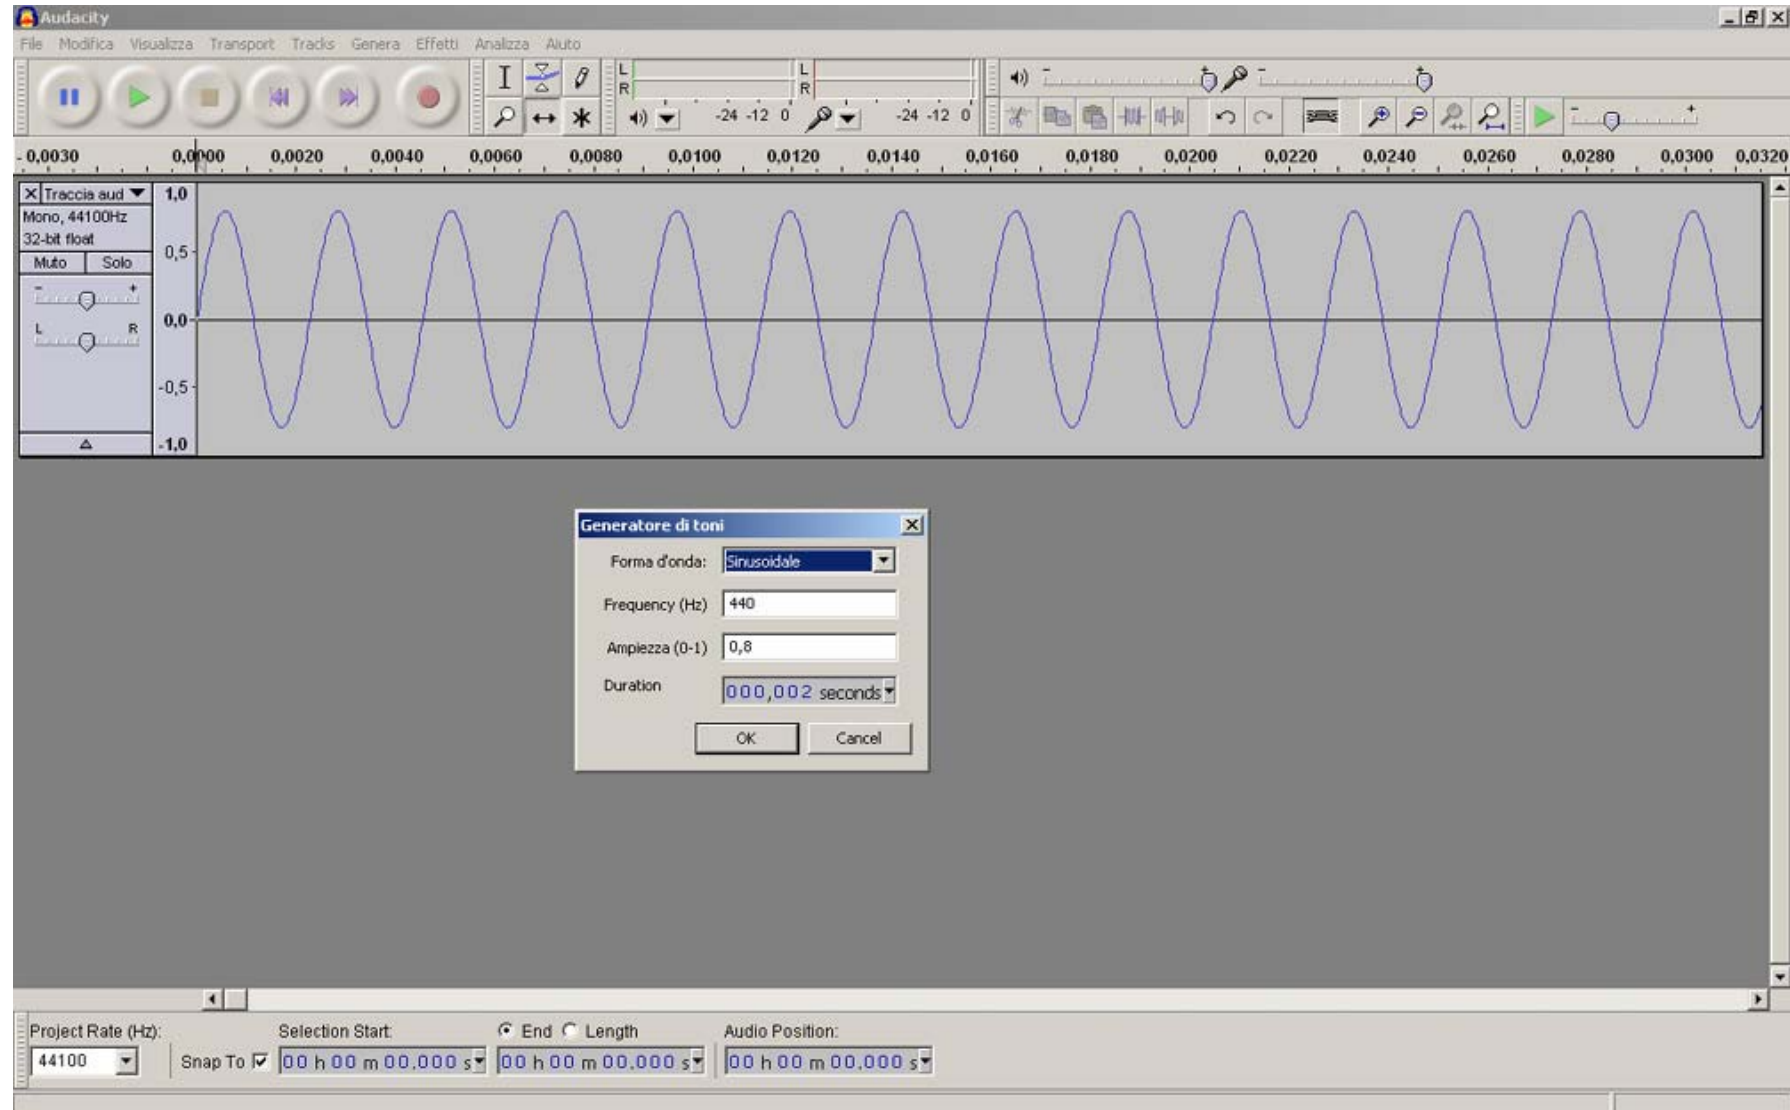 Audacity
File Modifica Visualizza Transport Tracks Genera Effetti Analizza Aiuto
L
R
L
R
-24 -12 0
-24 -12 0
- 0,0030 0,0000 0,0020 0,0040 0,0060 0,0080 0,0100 0,0120 0,0140 0,0160 0,0180 0,0200 0,0220 0,0240 0,0260 0,0280 0,0300 0,0320
Traccia aud
Mono, 44100Hz
32-bit float
Muto Solo
- +
L R
1,0
0,5
0,0
-0,5
-1,0
Generatore di toni
Forma d'onda: Sinusoidale
Frequency (Hz) 440
Ampiezza (0-1) 0,8
Duration 000,002 seconds
OK Cancel
Project Rate (Hz): Selection Start: End Length Audio Position:
44100 Snap To 00 h 00 m 00.000 s 00 h 00 m 00.000 s 00 h 00 m 00.000 s